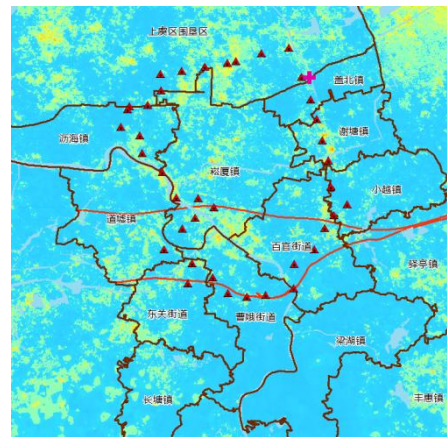 上虞区围垦区
盖北镇
谢塘镇
沥海镇
崧厦镇
小越镇
道墟镇
百官街道
驿亭镇
东关街道
曹娥街道
梁湖镇
长塘镇
丰惠镇